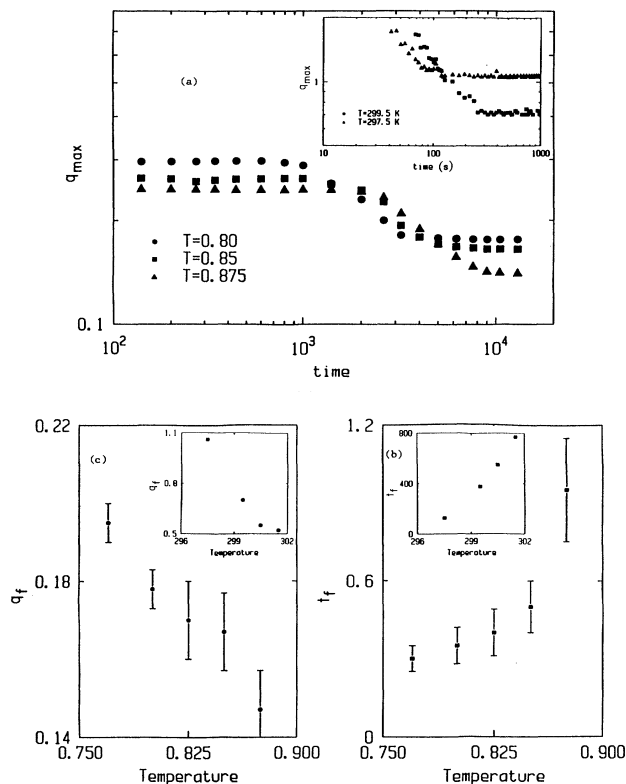 (a)
q_max
1
T=299.5 K
T=297.5 K
10
100
1000
time (s)
q_max
T=0.80
T=0.85
T=0.875
0.1
10^2
10^3
10^4
time
0.22
(c)
1.1
q_f
0.8
0.5
296
299
302
Temperature
q_f
0.18
0.14
0.750
0.825
0.900
Temperature
1.2
(b)
800
t_f
400
0
296
299
302
Temperature
t_f
0.6
0
0.750
0.825
0.900
Temperature